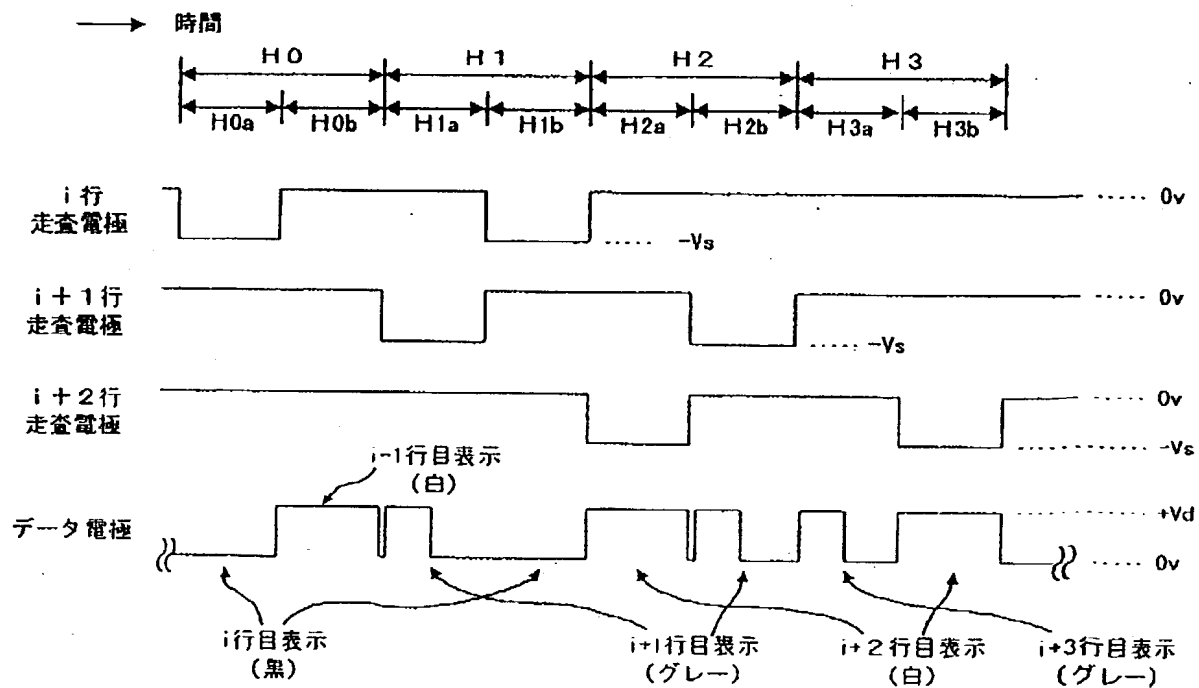 時間
H0 H1 H2 H3
H0a H0b H1a H1b H2a H2b H3a H3b
i行
走査電極
0v
-Vs
i+1行
走査電極
0v
-Vs
i+2行
走査電極
0v
-Vs
i-1行目表示
(白)
データ電極
+Vd
0v
i行目表示
(黒)
i+1行目表示
(グレー)
i+2行目表示
(白)
i+3行目表示
(グレー)